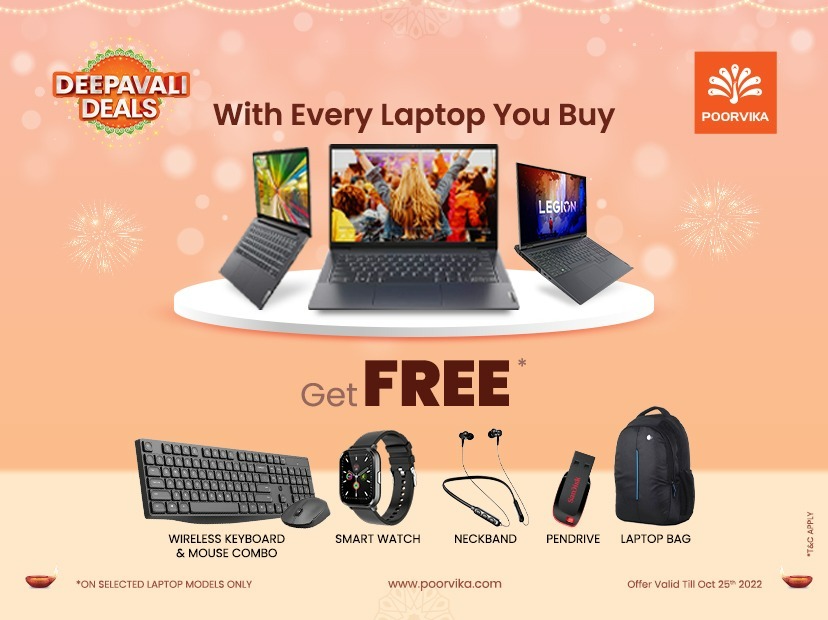 DEEPAVALI
DEALS
With Every Laptop You Buy
POORVIKA
LEGION
Get FREE*
SanDisk
WIRELESS KEYBOARD
& MOUSE COMBO
SMART WATCH
NECKBAND
PENDRIVE
LAPTOP BAG
*T&C APPLY
*ON SELECTED LAPTOP MODELS ONLY
www.poorvika.com
Offer Valid Till Oct 25th 2022